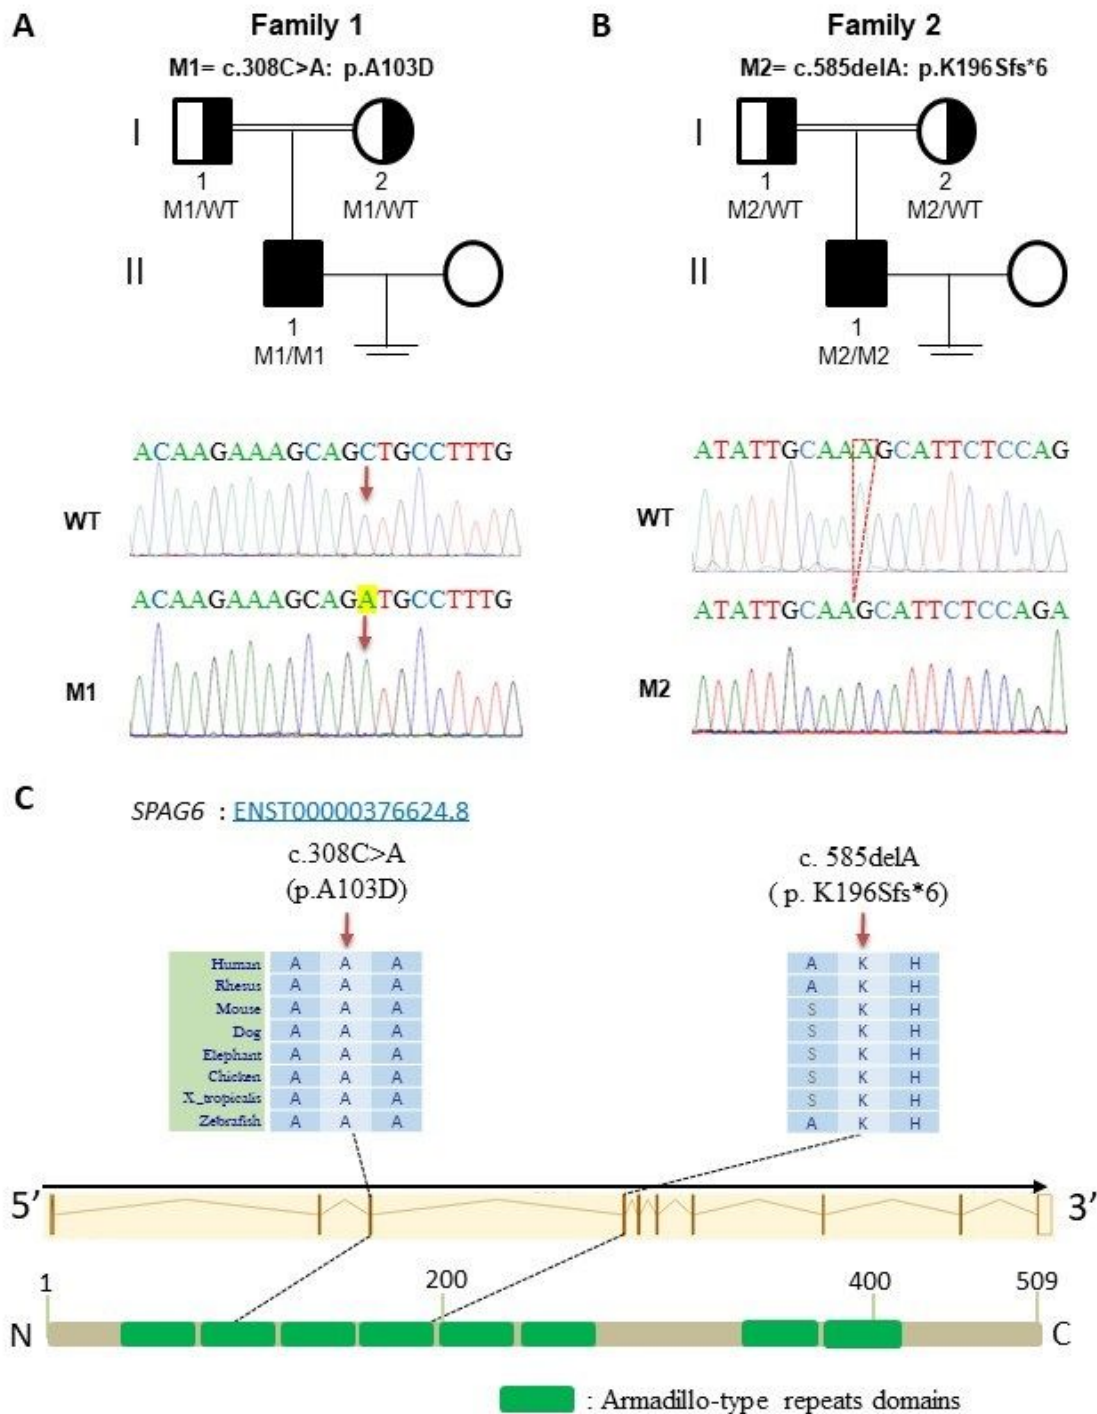 A Family 1 B Family 2
M1= c.308C>A: p.A103D M2= c.585delA: p.K196Sfs*6
I I
1 2 1 2
M1/WT M1/WT M2/WT M2/WT
II II
1 1
M1/M1 M2/M2
ACAAGAAAGCAGCTGCCTTTG ATATTGCAAAGCATTCTCCAG
WT WT
ACAAGAAAGCAGATGCCTTTG ATATTGCAAGCATTCTCCAGA
M1 M2
C
SPAG6 : ENST00000376624.8
c.308C>A c. 585delA
(p.A103D) ( p. K196Sfs*6)
Human A A A A K H
Rhesus A A A A K H
Mouse A A A S K H
Dog A A A S K H
Elephant A A A S K H
Chicken A A A S K H
X_tropicalis A A A S K H
Zebrafish A A A A K H
5’ 3’
1 200 400 509
N C
: Armadillo-type repeats domains